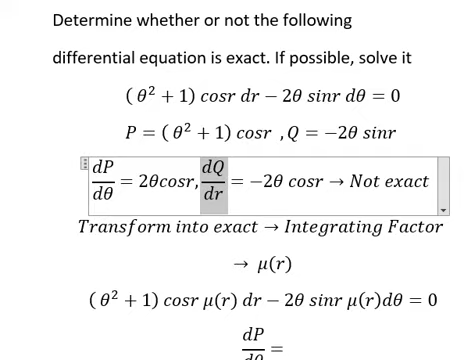 Determine whether or not the following
differential equation is exact. If possible, solve it
(θ² + 1) cosr dr − 2θ sinr dθ = 0
P = (θ² + 1) cosr , Q = −2θ sinr
dP/dθ = 2θcosr, dQ/dr = −2θ cosr → Not exact
Transform into exact → Integrating Factor
→ μ(r)
(θ² + 1) cosr μ(r) dr − 2θ sinr μ(r)dθ = 0
dP/dθ =